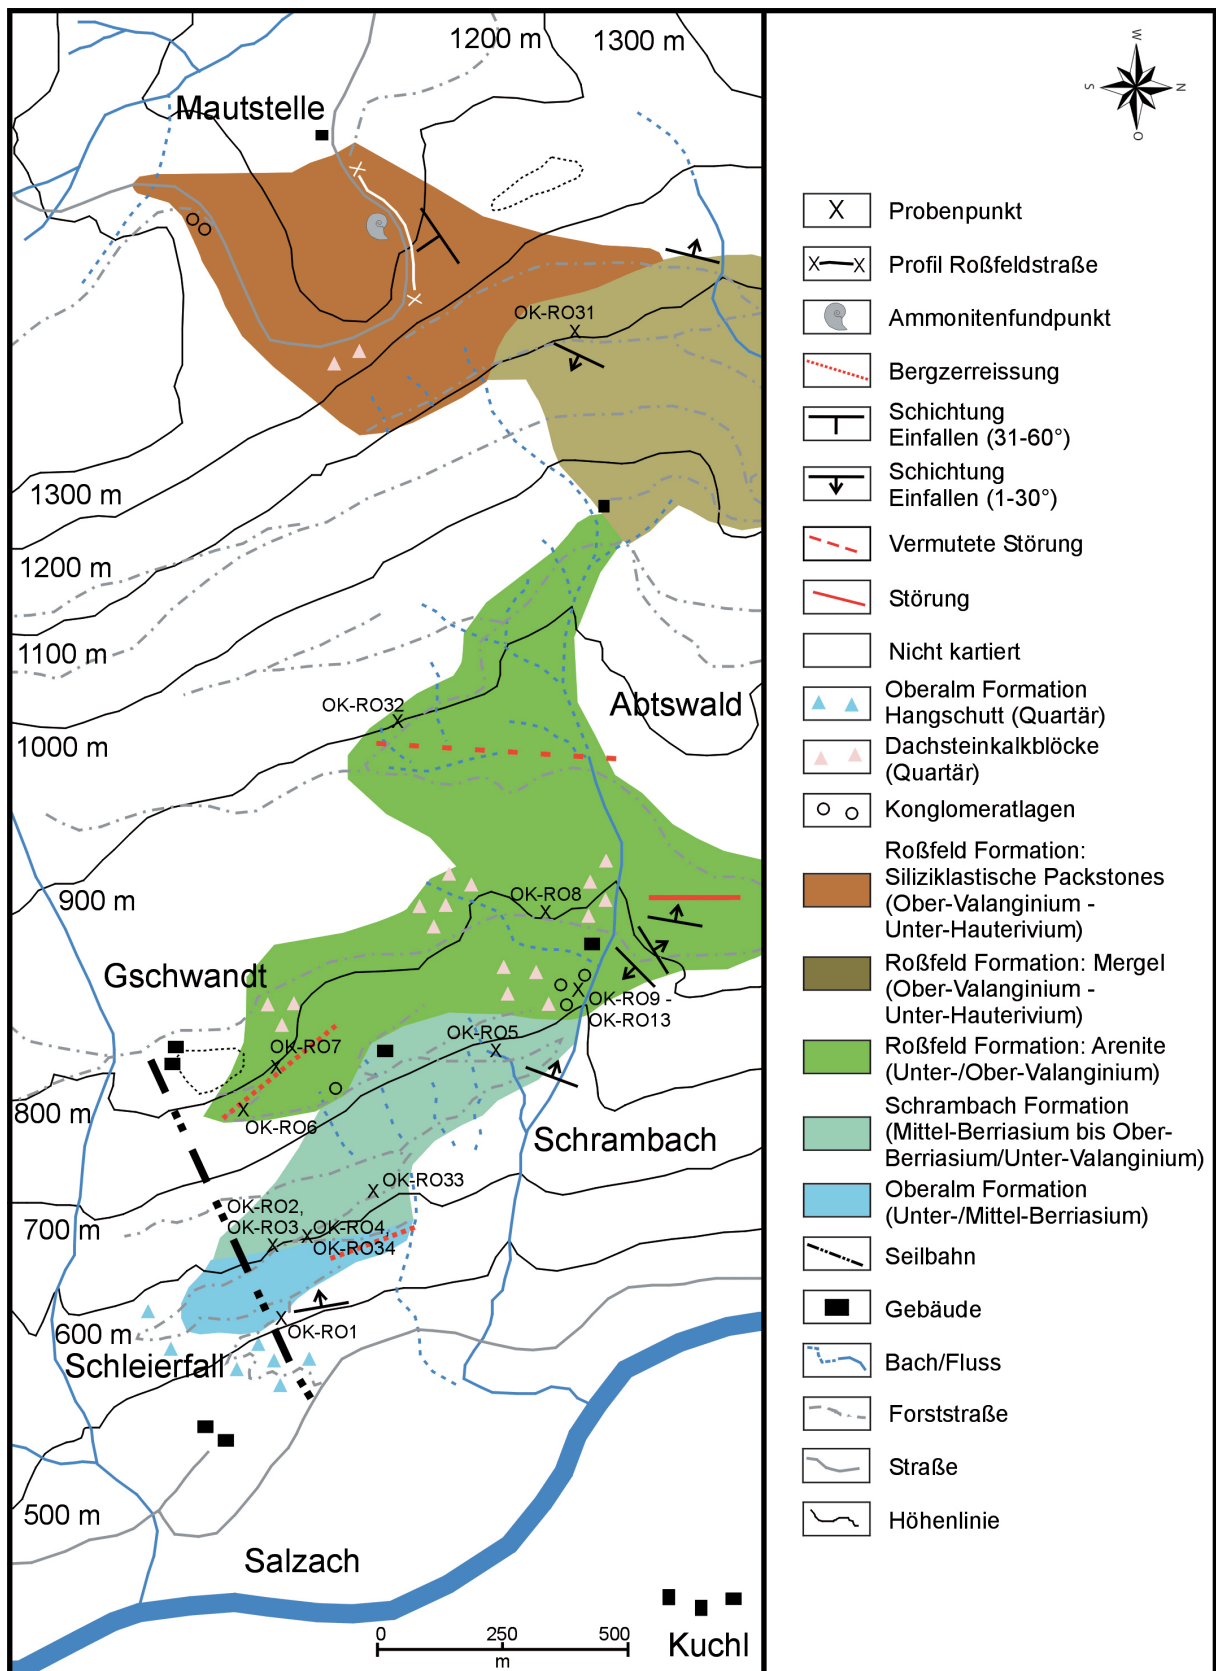 1200 m
1300 m
Mautstelle
OK-RO31
1300 m
1200 m
1100 m
OK-RO32
Abtswald
1000 m
900 m
OK-RO8
Gschwandt
OK-RO9 -
OK-RO13
OK-RO5
OK-RO7
800 m
OK-RO6
Schrambach
OK-RO33
700 m
OK-RO2,
OK-RO3
OK-RO4,
OK-RO34
600 m
OK-RO1
Schleierfall
500 m
Salzach
0 250 500
m
Kuchl
W
S
N
O
X
Probenpunkt
X X
Profil Roßfeldstraße
Ammonitenfundpunkt
Bergzerreissung
Schichtung
Einfallen (31-60°)
Schichtung
Einfallen (1-30°)
Vermutete Störung
Störung
Nicht kartiert
Oberalm Formation
Hangschutt (Quartär)
Dachsteinkalkblöcke
(Quartär)
Konglomeratlagen
Roßfeld Formation:
Siliziklastische Packstones
(Ober-Valanginium -
Unter-Hauterivium)
Roßfeld Formation: Mergel
(Ober-Valanginium -
Unter-Hauterivium)
Roßfeld Formation: Arenite
(Unter-/Ober-Valanginium)
Schrambach Formation
(Mittel-Berriasium bis Ober-
Berriasium/Unter-Valanginium)
Oberalm Formation
(Unter-/Mittel-Berriasium)
Seilbahn
Gebäude
Bach/Fluss
Forststraße
Straße
Höhenlinie